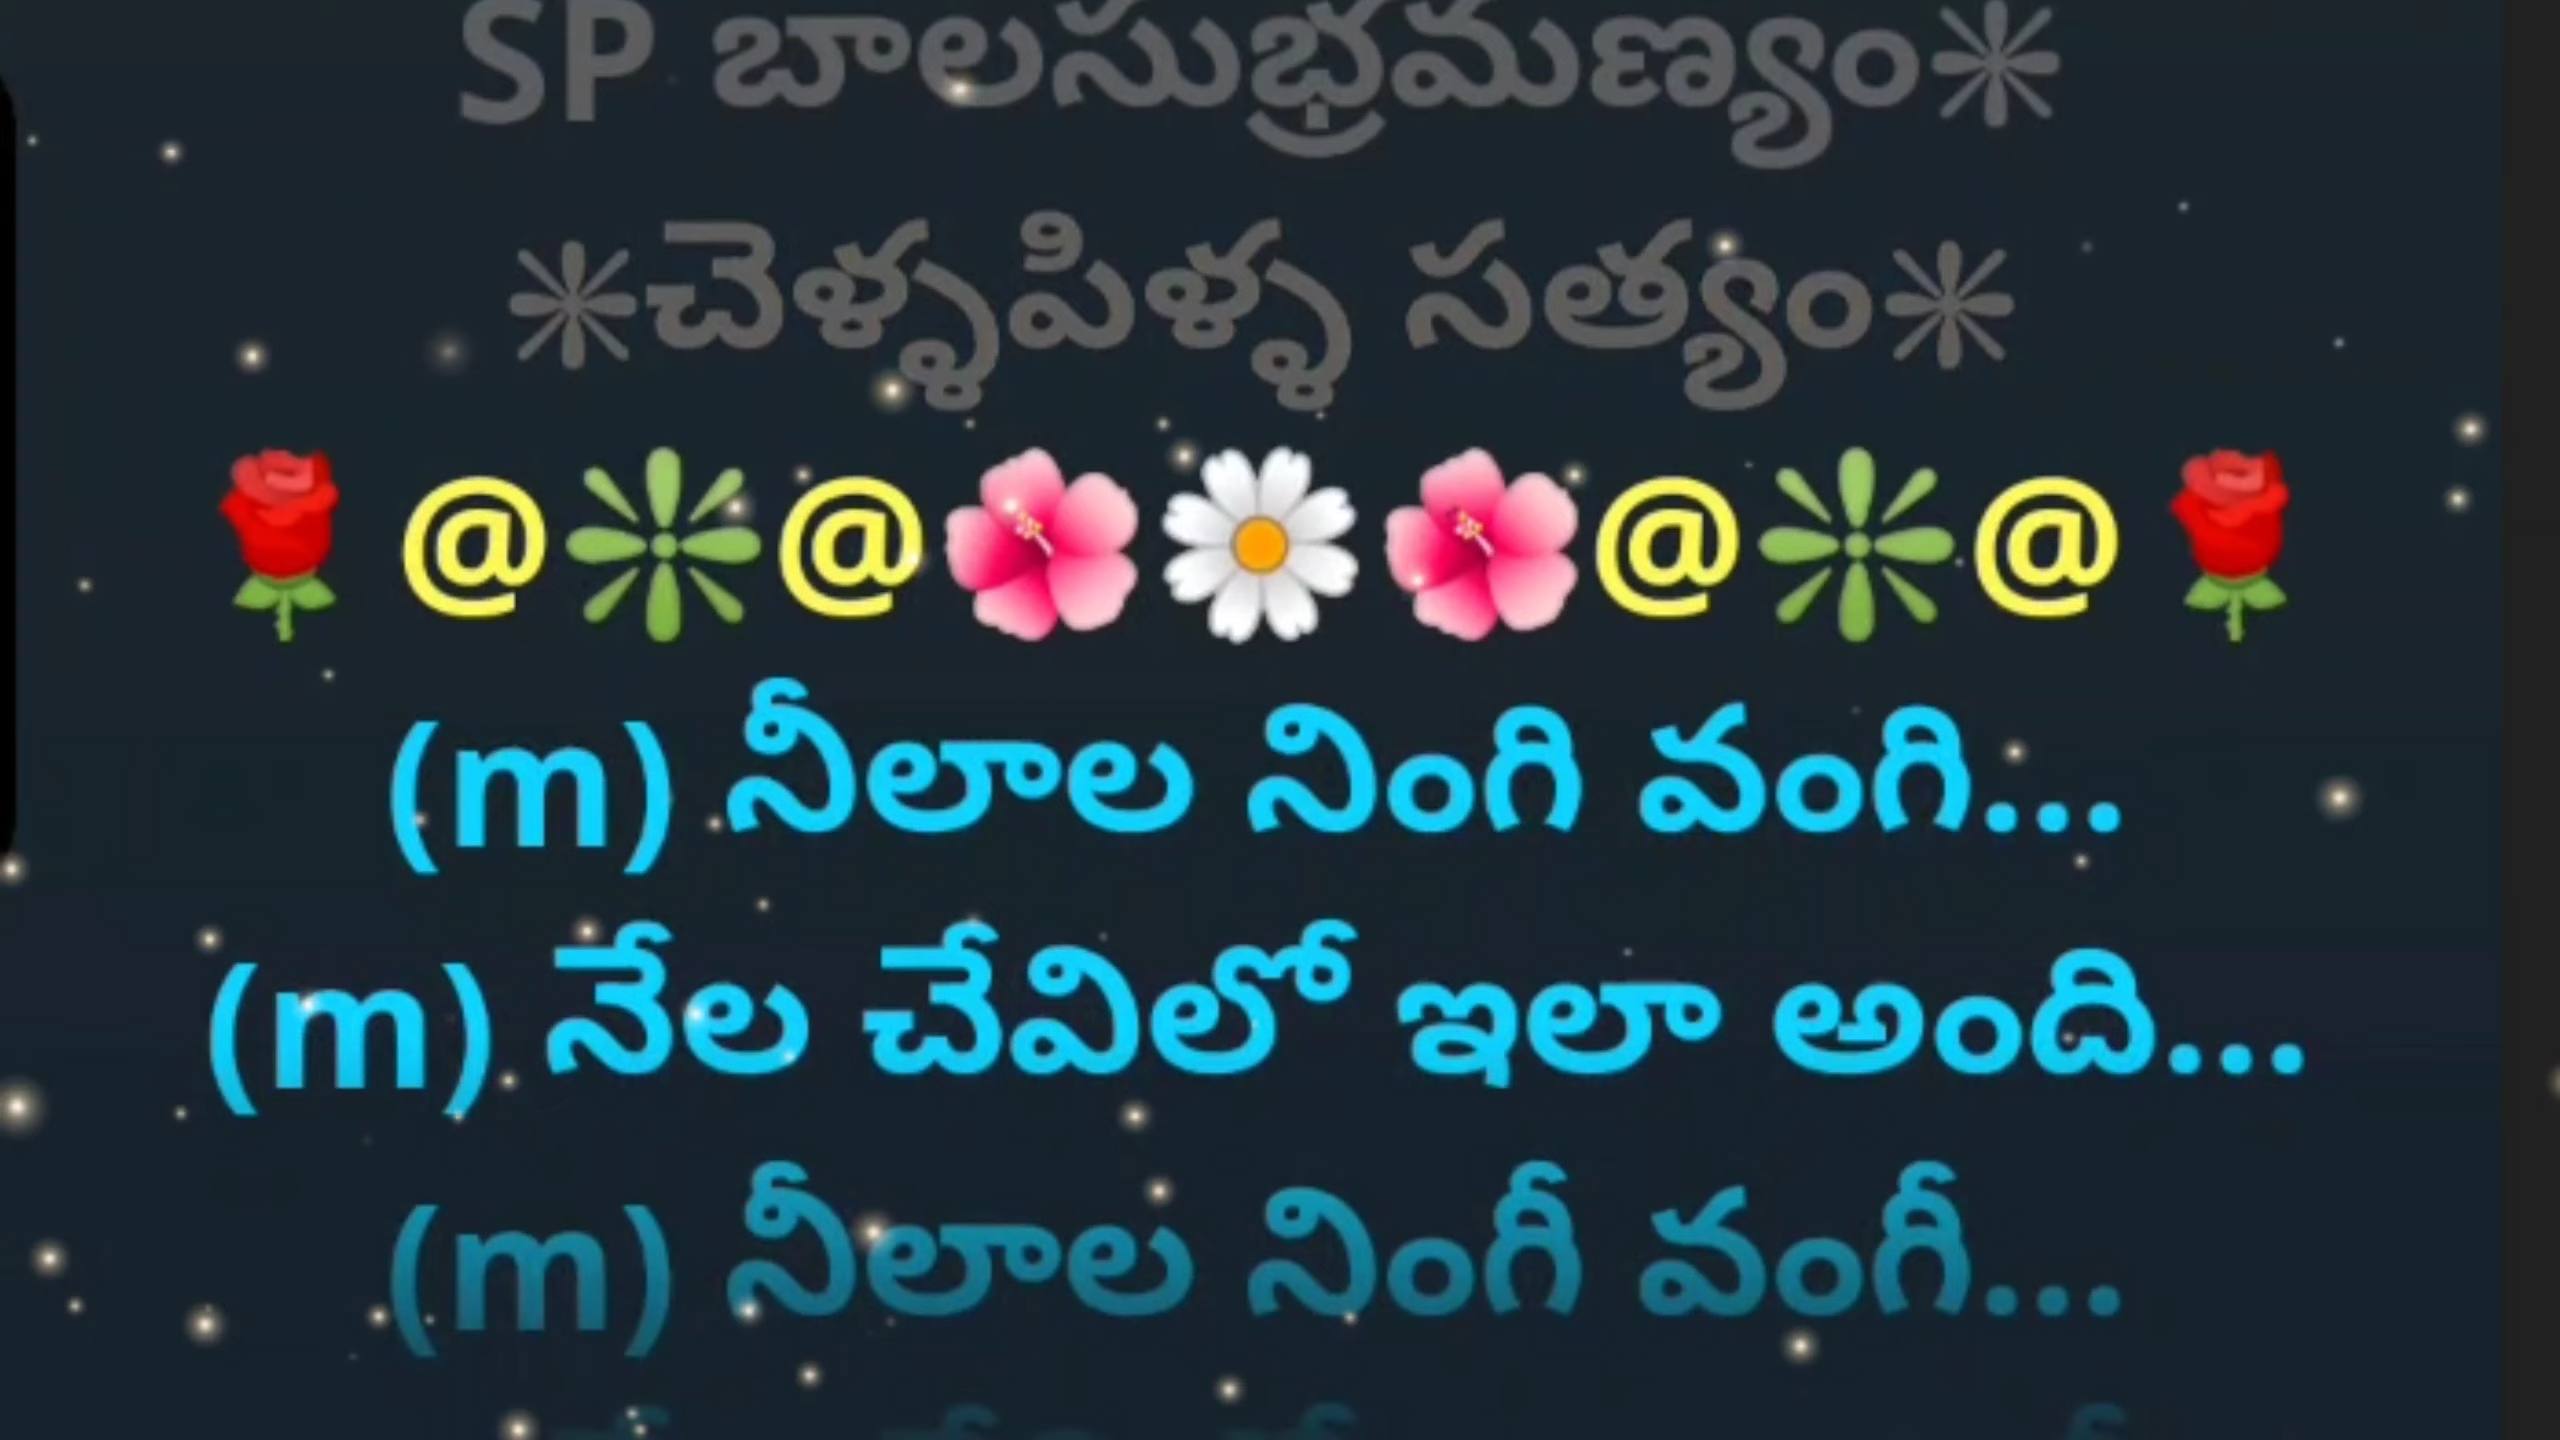 SP బాలసుభ్రమణ్యం✳
✳చెళ్ళపిళ్ళ సత్యం✳
🌹 @❇@🌺🌼🌺@❇@ 🌹
(m) నీలాల నింగి వంగి...
(m) నేల చేవిలో ఇలా అంది...
(m) నీలాల నింగీ వంగీ...